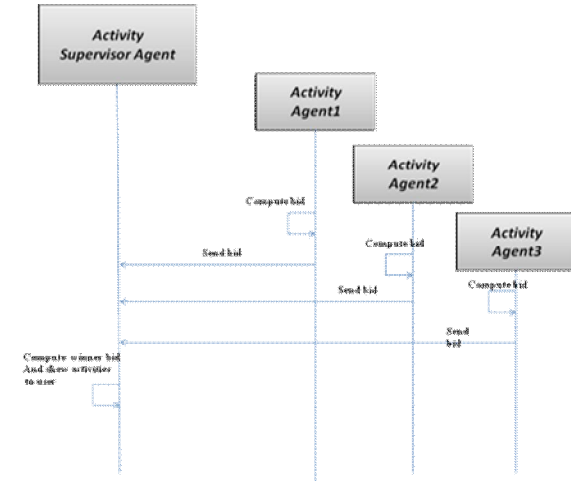 Activity
Supervisor Agent
Activity
Agent1
Activity
Agent2
Activity
Agent3
Compute bid
Send bid
Compute bid
Send bid
Compute bid
Send
bid
Compute winner bid
And show activities
to user